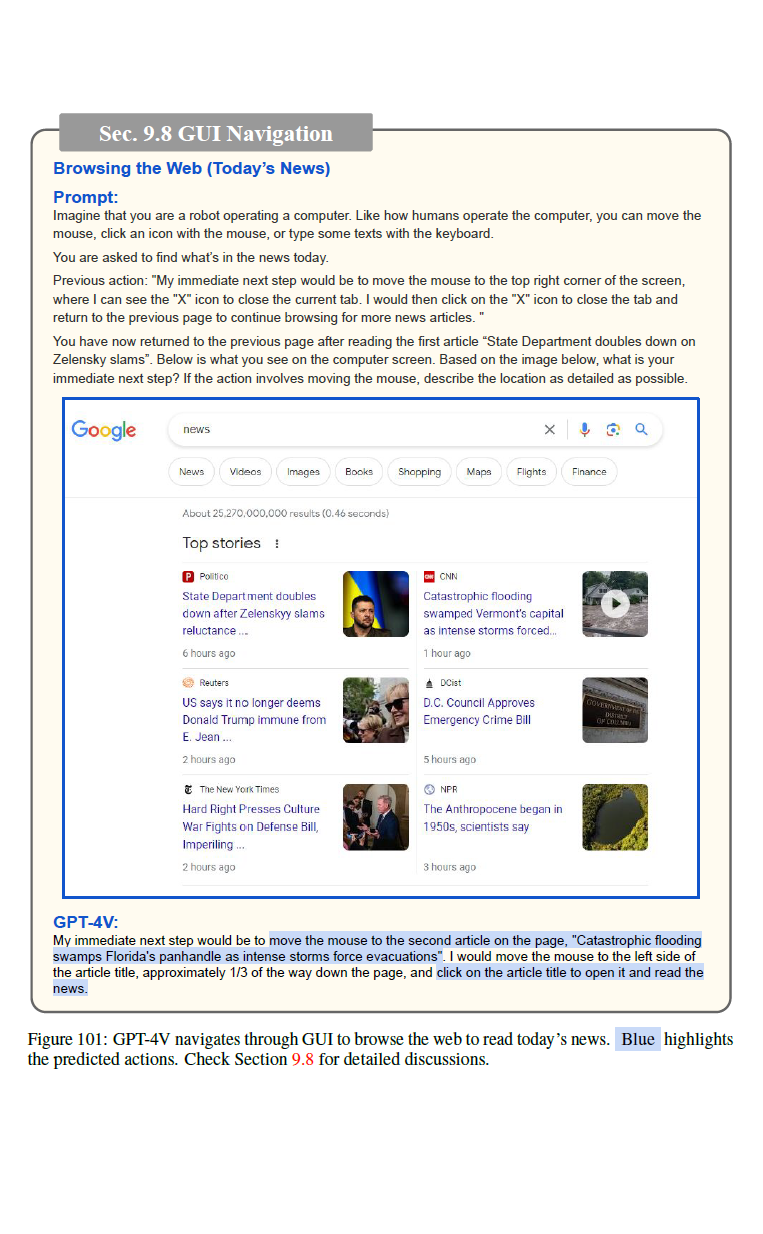 Sec. 9.8 GUI Navigation
Browsing the Web (Today's News)
Prompt:
Imagine that you are a robot operating a computer. Like how humans operate the computer, you can move the
mouse, click an icon with the mouse, or type some texts with the keyboard.
You are asked to find what's in the news today.
Previous action: "My immediate next step would be to move the mouse to the top right corner of the screen,
where I can see the "X" icon to close the current tab. I would then click on the "X" icon to close the tab and
return to the previous page to continue browsing for more news articles. "
You have now returned to the previous page after reading the first article “State Department doubles down on
Zelensky slams”. Below is what you see on the computer screen. Based on the image below, what is your
immediate next step? If the action involves moving the mouse, describe the location as detailed as possible.
Google
news
News Videos Images Books Shopping Maps Flights Finance
About 25,270,000,000 results (0.46 seconds)
Top stories
Politico
State Department doubles
down after Zelenskyy slams
reluctance ...
6 hours ago
CNN
Catastrophic flooding
swamped Vermont's capital
as intense storms forced...
1 hour ago
Reuters
US says it no longer deems
Donald Trump immune from
E. Jean ...
2 hours ago
DCist
D.C. Council Approves
Emergency Crime Bill
5 hours ago
GOVERNMENT OF THE
DISTRICT
OF COLUMBIA
The New York Times
Hard Right Presses Culture
War Fights on Defense Bill,
Imperiling ...
2 hours ago
NPR
The Anthropocene began in
1950s, scientists say
3 hours ago
GPT-4V:
My immediate next step would be to move the mouse to the second article on the page, "Catastrophic flooding
swamps Florida's panhandle as intense storms force evacuations". I would move the mouse to the left side of
the article title, approximately 1/3 of the way down the page, and click on the article title to open it and read the
news.
Figure 101: GPT-4V navigates through GUI to browse the web to read today's news. Blue highlights
the predicted actions. Check Section 9.8 for detailed discussions.